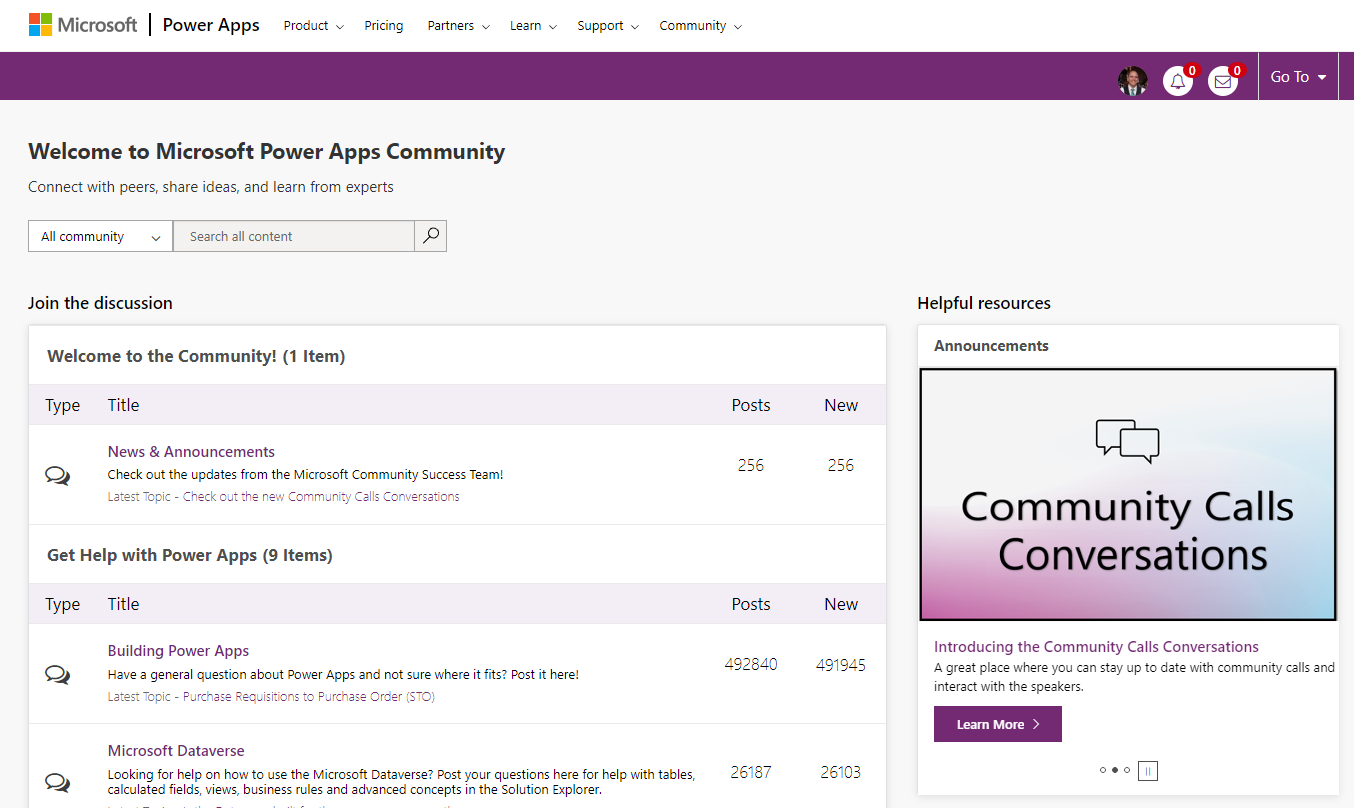 Microsoft | Power Apps Product Pricing Partners Learn Support Community
0 0 Go To
Welcome to Microsoft Power Apps Community
Connect with peers, share ideas, and learn from experts
All community Search all content
Join the discussion
Welcome to the Community! (1 Item)
Type Title Posts New
News & Announcements
Check out the updates from the Microsoft Community Success Team!
Latest Topic - Check out the new Community Calls Conversations
256 256
Get Help with Power Apps (9 Items)
Type Title Posts New
Building Power Apps
Have a general question about Power Apps and not sure where it fits? Post it here!
Latest Topic - Purchase Requisitions to Purchase Order (STO)
492840 491945
Microsoft Dataverse
Looking for help on how to use the Microsoft Dataverse? Post your questions here for help with tables,
calculated fields, views, business rules and advanced concepts in the Solution Explorer.
26187 26103
Helpful resources
Announcements
Community Calls
Conversations
Introducing the Community Calls Conversations
A great place where you can stay up to date with community calls and
interact with the speakers.
Learn More